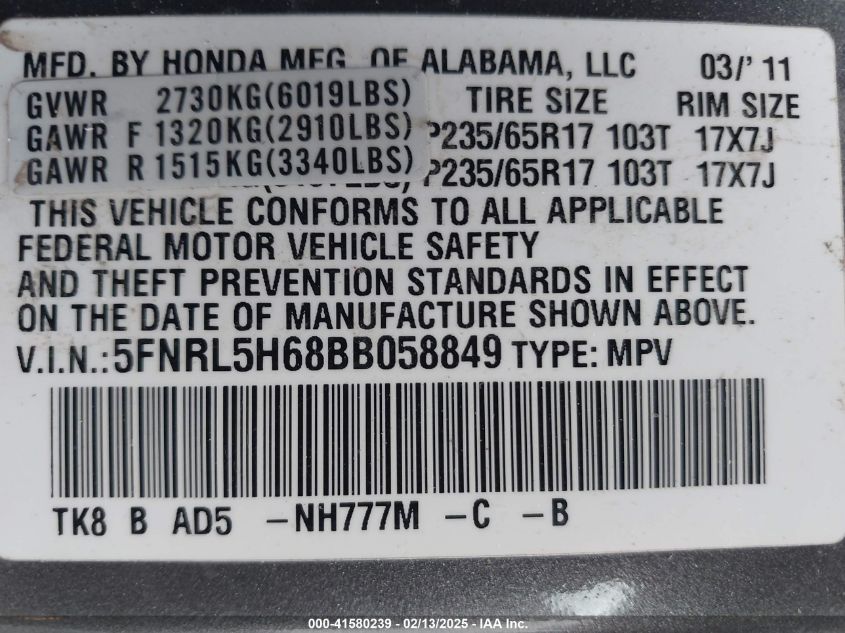 MFD. BY HONDA MFG. OF ALABAMA, LLC 03/'11
GVWR 2730KG(6019LBS) TIRE SIZE RIM SIZE
GAWR F 1320KG(2910LBS) P235/65R17 103T 17X7J
GAWR R 1515KG(3340LBS) P235/65R17 103T 17X7J
THIS VEHICLE CONFORMS TO ALL APPLICABLE
FEDERAL MOTOR VEHICLE SAFETY
AND THEFT PREVENTION STANDARDS IN EFFECT
ON THE DATE OF MANUFACTURE SHOWN ABOVE.
V.I.N.:5FNRL5H68BB058849 TYPE: MPV
TK8 B AD5 -NH777M -C -B
000-41580239 - 02/13/2025 - IAA Inc.